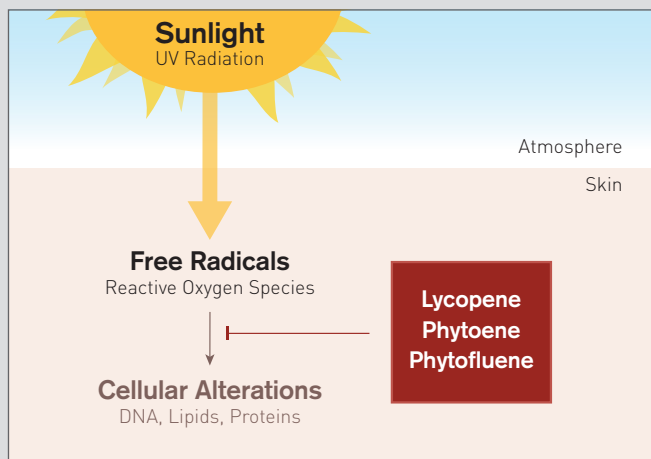 Sunlight
UV Radiation
Atmosphere
Skin
Free Radicals
Reactive Oxygen Species
Lycopene
Phytoene
Phytofluene
Cellular Alterations
DNA, Lipids, Proteins